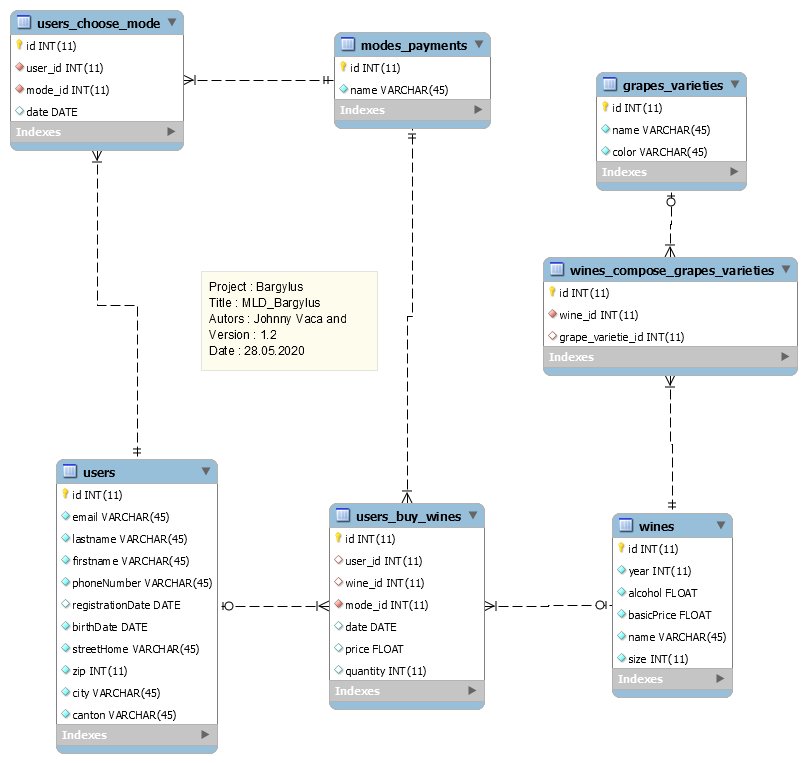 users_choose_mode
id INT(11)
user_id INT(11)
mode_id INT(11)
date DATE
Indexes
modes_payments
id INT(11)
name VARCHAR(45)
Indexes
grapes_varieties
id INT(11)
name VARCHAR(45)
color VARCHAR(45)
Indexes
wines_compose_grapes_varieties
id INT(11)
wine_id INT(11)
grape_varietie_id INT(11)
Indexes
Project : Bargylus
Title : MLD_Bargylus
Autors : Johnny Vaca and
Version : 1.2
Date : 28.05.2020
users
id INT(11)
email VARCHAR(45)
lastname VARCHAR(45)
firstname VARCHAR(45)
phoneNumber VARCHAR(45)
registrationDate DATE
birthDate DATE
streetHome VARCHAR(45)
zip INT(11)
city VARCHAR(45)
canton VARCHAR(45)
Indexes
users_buy_wines
id INT(11)
user_id INT(11)
wine_id INT(11)
mode_id INT(11)
date DATE
price FLOAT
quantity INT(11)
Indexes
wines
id INT(11)
year INT(11)
alcohol FLOAT
basicPrice FLOAT
name VARCHAR(45)
size INT(11)
Indexes